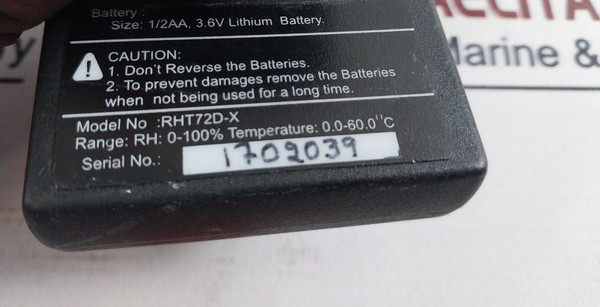 Battery :
Size: 1/2AA, 3.6V Lithium Battery.
CAUTION:
1. Don't Reverse the Batteries.
2. To prevent damages remove the Batteries
when not being used for a long time.
Model No :RHT72D-X
Range: RH: 0-100% Temperature: 0.0-60.0''C
Serial No.: 1702039
Marine &